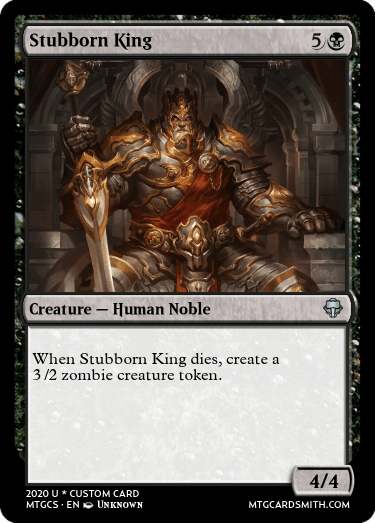 Stubborn King 5
Creature — Human Noble
When Stubborn King dies, create a
3/2 zombie creature token.
4/4
2020 U * CUSTOM CARD
MTGCS · EN Unknown
MTGCARDSMITH.COM